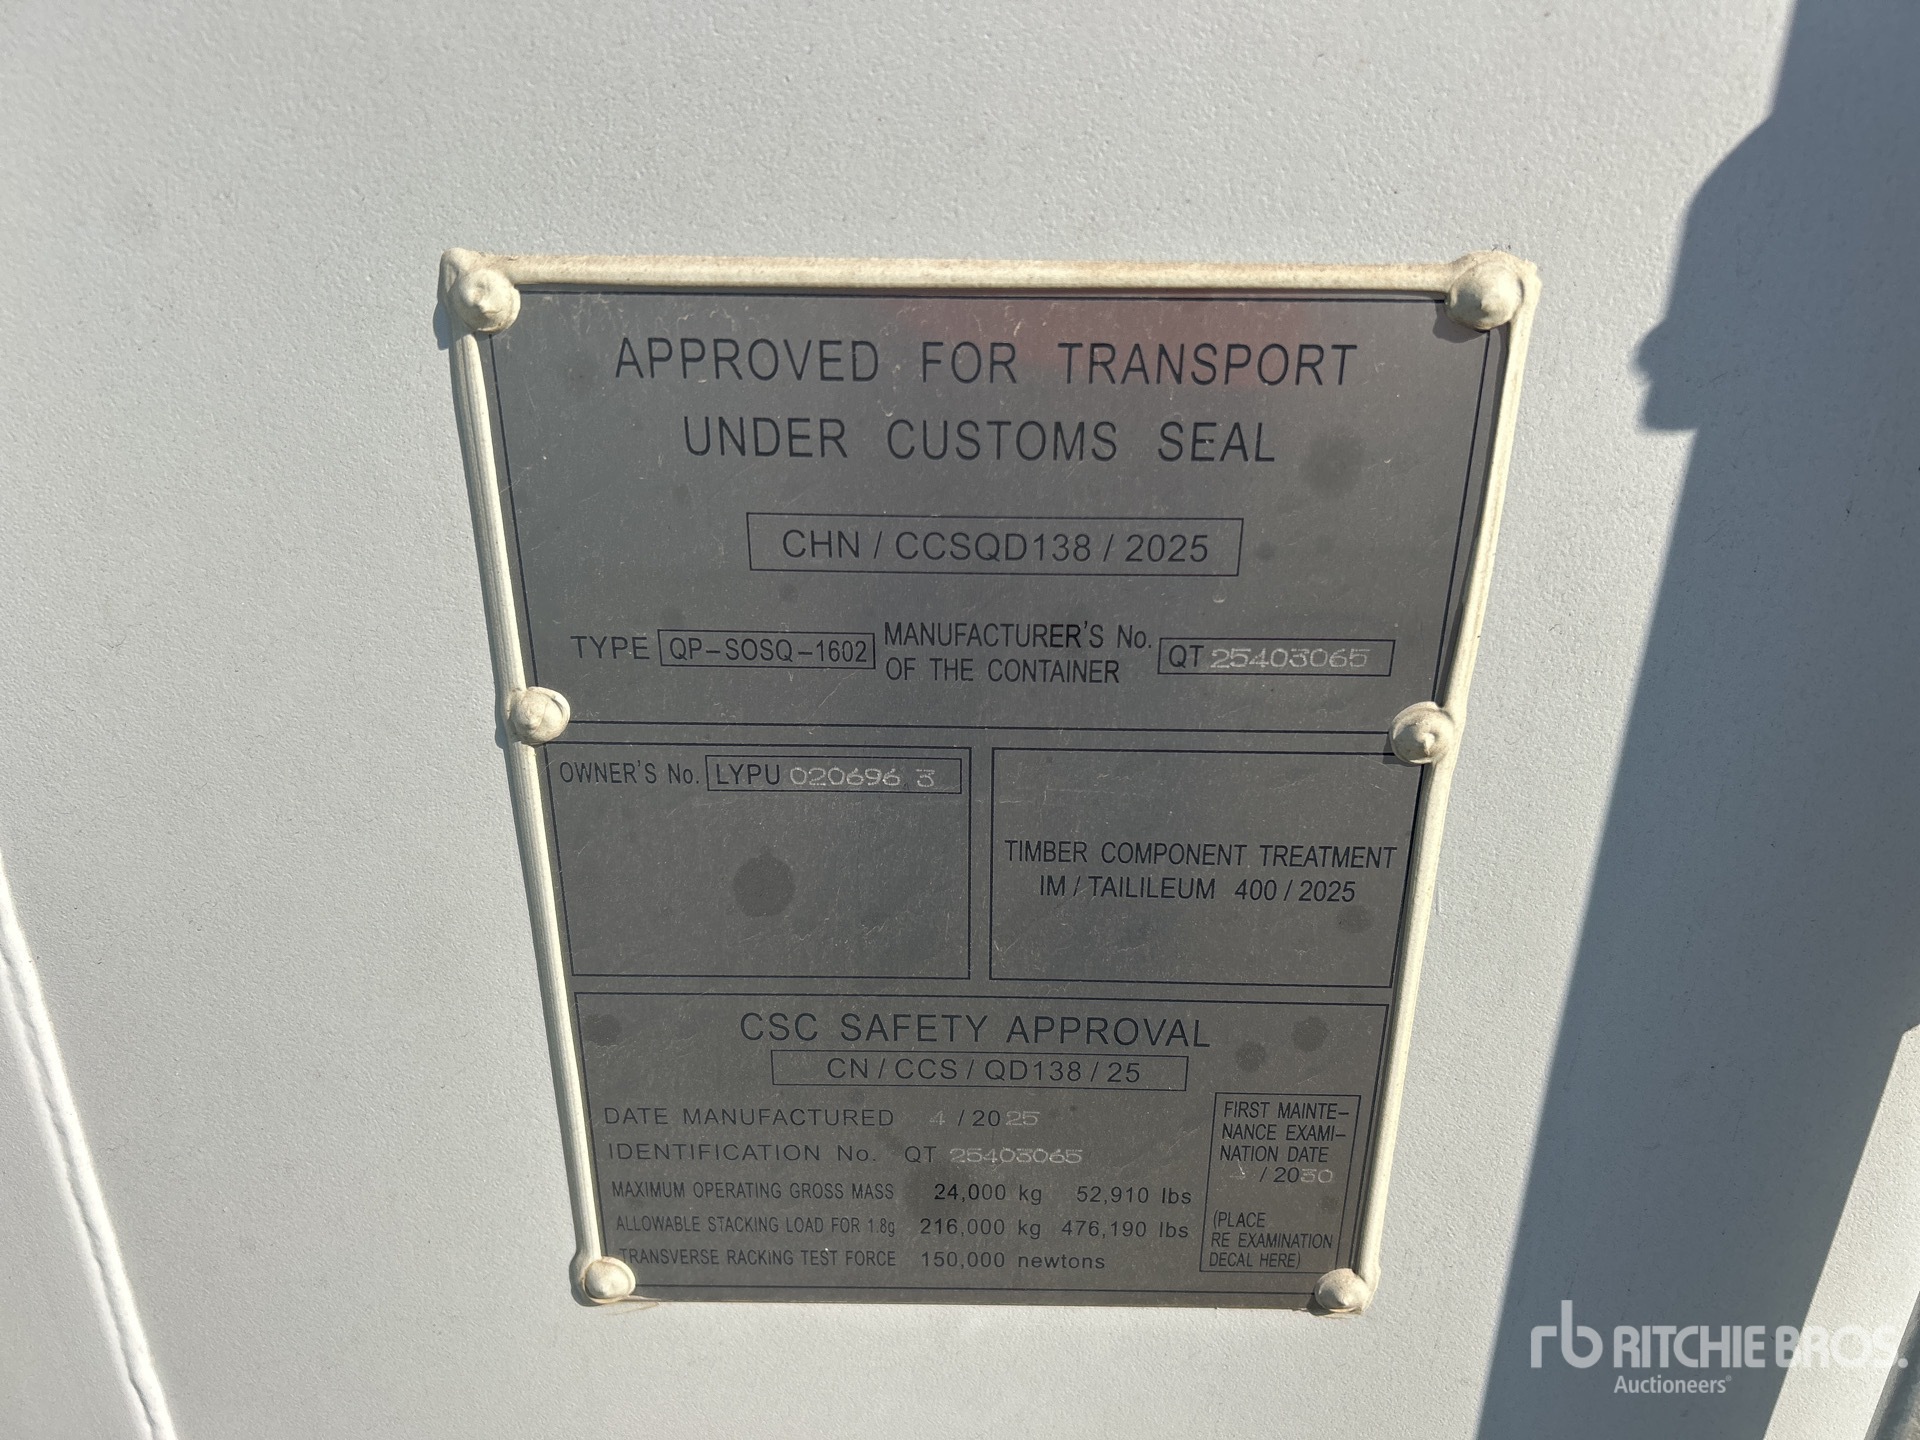 APPROVED FOR TRANSPORT
UNDER CUSTOMS SEAL
CHN / CCSQD138 / 2025
TYPE QP-SOSQ-1602 MANUFACTURER'S No. OF THE CONTAINER QT 25403065
OWNER'S No. LYPU 020696 3
TIMBER COMPONENT TREATMENT
IM / TAILILEUM 400 / 2025
CSC SAFETY APPROVAL
CN / CCS / QD138 / 25
DATE MANUFACTURED 4 / 2025
IDENTIFICATION No. QT 25403065
MAXIMUM OPERATING GROSS MASS 24,000 kg 52,910 lbs
ALLOWABLE STACKING LOAD FOR 1.8g 216,000 kg 476,190 lbs
TRANSVERSE RACKING TEST FORCE 150,000 newtons
FIRST MAINTE-
NANCE EXAMI-
NATION DATE
/ 2030
(PLACE
RE EXAMINATION
DECAL HERE)
rb RITCHIE BROS.
Auctioneers